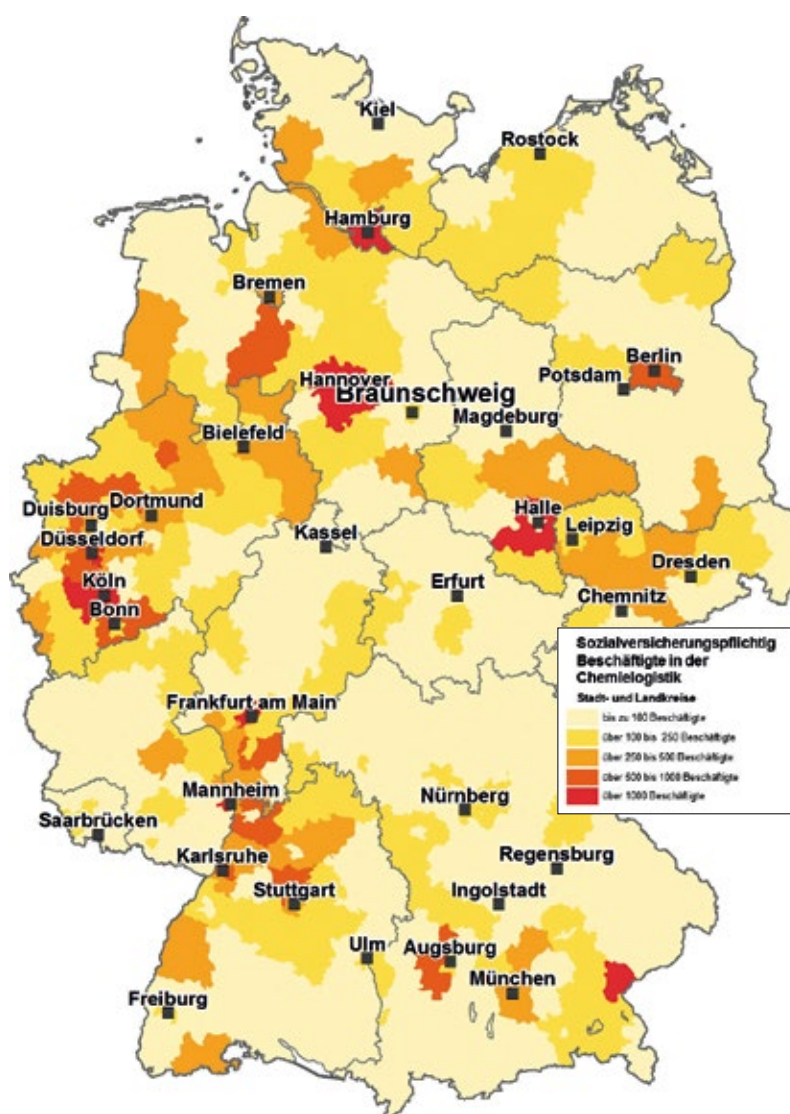 Kiel
Rostock
Hamburg
Bremen
Berlin
Hannover
Potsdam
Braunschweig
Magdeburg
Bielefeld
Duisburg
Dortmund
Halle
Leipzig
Düsseldorf
Kassel
Dresden
Köln
Erfurt
Chemnitz
Bonn
Sozialversicherungspflichtig
Beschäftigte in der
Chemielogistik
Stadt- und Landkreise
bis zu 100 Beschäftigte
über 100 bis 250 Beschäftigte
über 250 bis 500 Beschäftigte
über 500 bis 1000 Beschäftigte
über 1000 Beschäftigte
Frankfurt am Main
Mannheim
Nürnberg
Saarbrücken
Karlsruhe
Regensburg
Stuttgart
Ingolstadt
Ulm
Augsburg
München
Freiburg